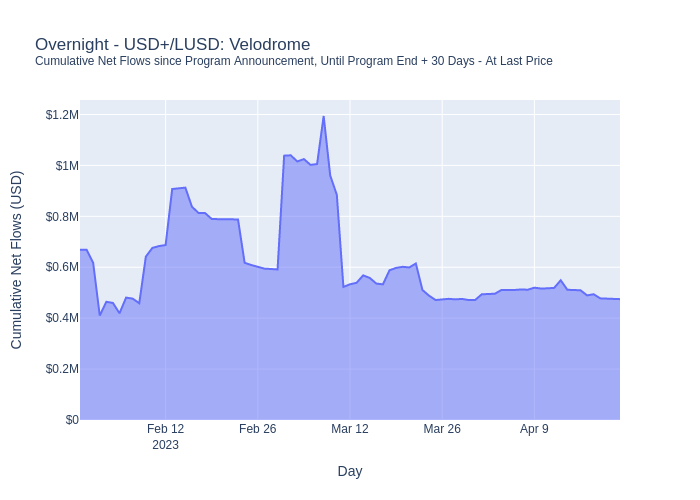 Overnight - USD+/LUSD: Velodrome
Cumulative Net Flows since Program Announcement, Until Program End + 30 Days - At Last Price
Cumulative Net Flows (USD)
$1.2M
$1M
$0.8M
$0.6M
$0.4M
$0.2M
$0
Feb 12 Feb 26 Mar 12 Mar 26 Apr 9
2023
Day